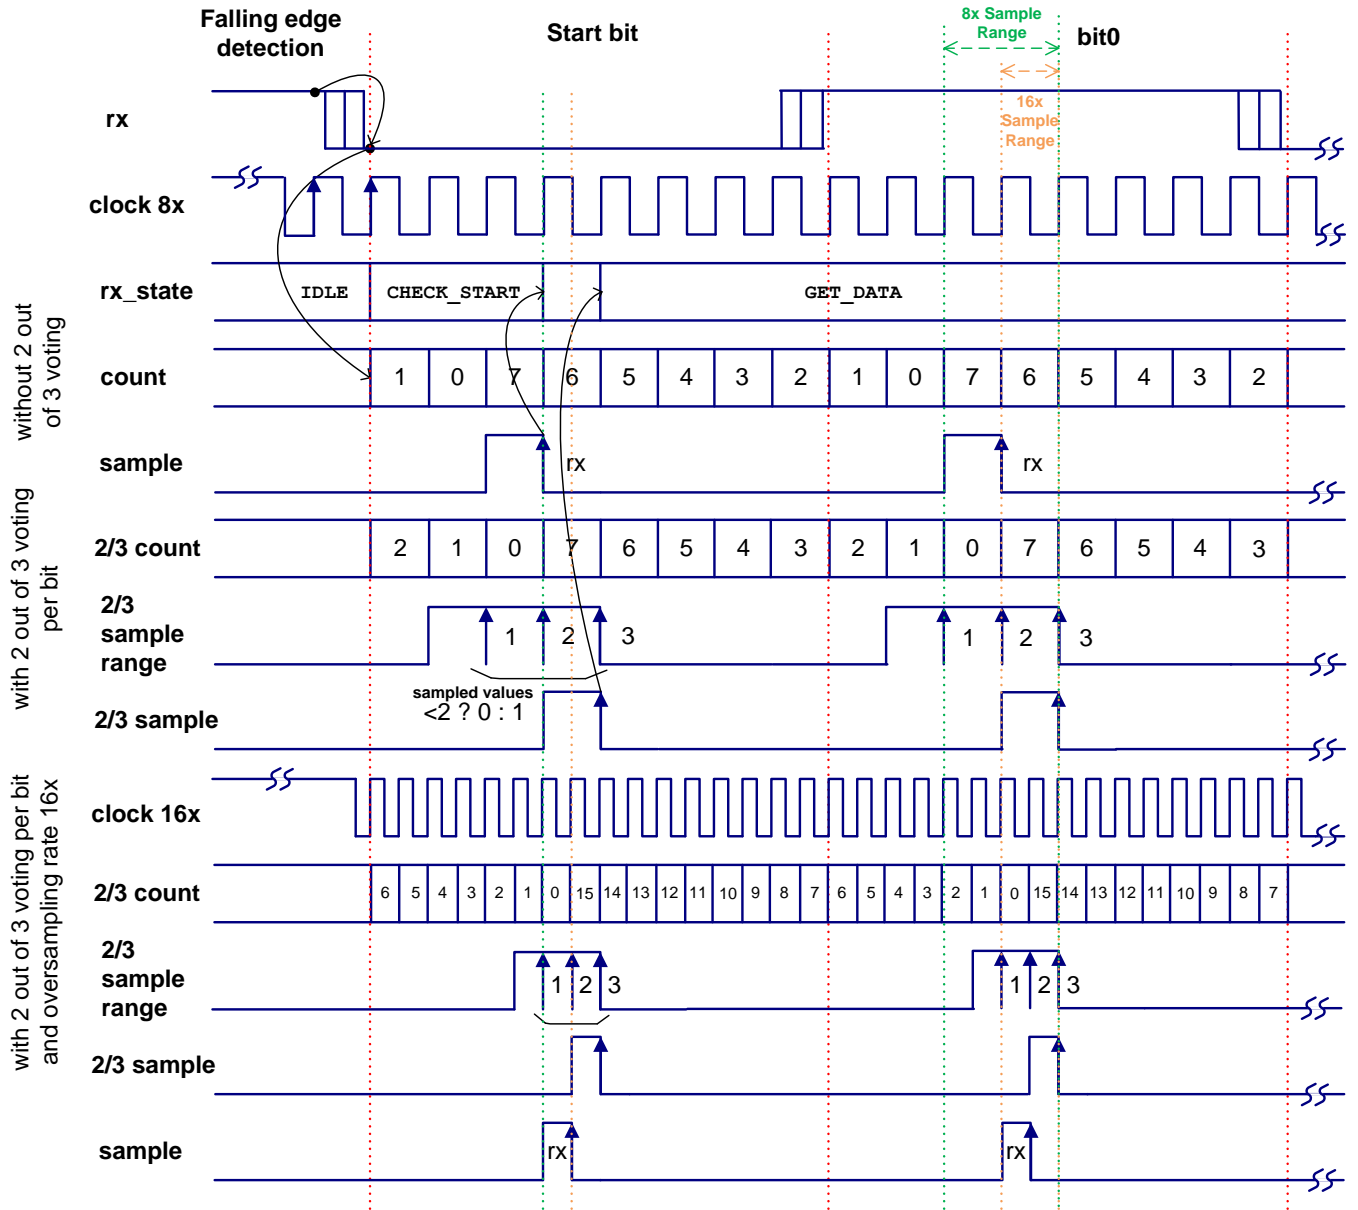 Falling edge
detection
Start bit
8x Sample
Range
bit0
rx
16x
Sample
Range
clock 8x
rx_state
IDLE
CHECK_START
GET_DATA
without 2 out
of 3 voting
count
1 0 7 6 5 4 3 2 1 0 7 6 5 4 3 2
sample
rx
rx
with 2 out of 3 voting
per bit
2/3 count
2 1 0 7 6 5 4 3 2 1 0 7 6 5 4 3
2/3
sample
range
1 2 3
1 2 3
sampled values
<2 ? 0 : 1
2/3 sample
with 2 out of 3 voting per bit
and oversampling rate 16x
clock 16x
2/3 count
6 5 4 3 2 1 0 15 14 13 12 11 10 9 8 7 6 5 4 3 2 1 0 15 14 13 12 11 10 9 8 7
2/3
sample
range
1 2 3
1 2 3
2/3 sample
sample
rx
rx